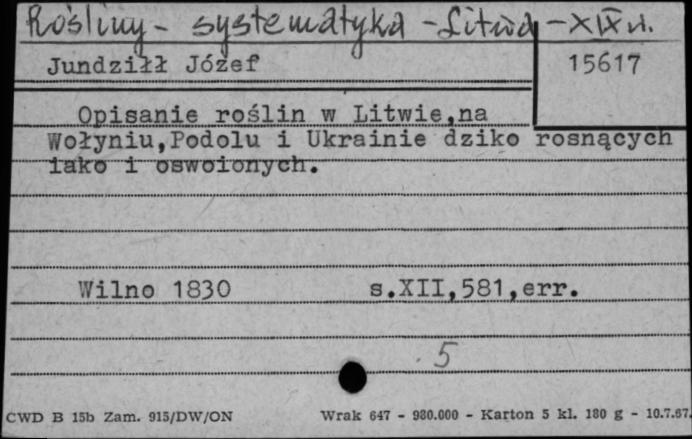 Rośliny - systematyka - Litwa - XIX w.
Jundziłł Józef 15617
Opisanie roślin w Litwie,na
Wołyniu,Podolu i Ukrainie dziko rosnących
iako i oswoionych.
Wilno 1830 s.XII,581,err.
5
CWD B 15b Zam. 915/DW/ON Wrak 647 - 980.000 - Karton 5 kl. 180 g - 10.7.67.